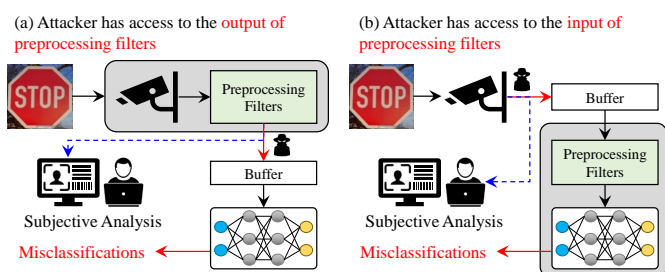 (a) Attacker has access to the output of
preprocessing filters
STOP
Preprocessing
Filters
Buffer
Subjective Analysis
Misclassifications
(b) Attacker has access to the input of
preprocessing filters
STOP
Buffer
Preprocessing
Filters
Subjective Analysis
Misclassifications